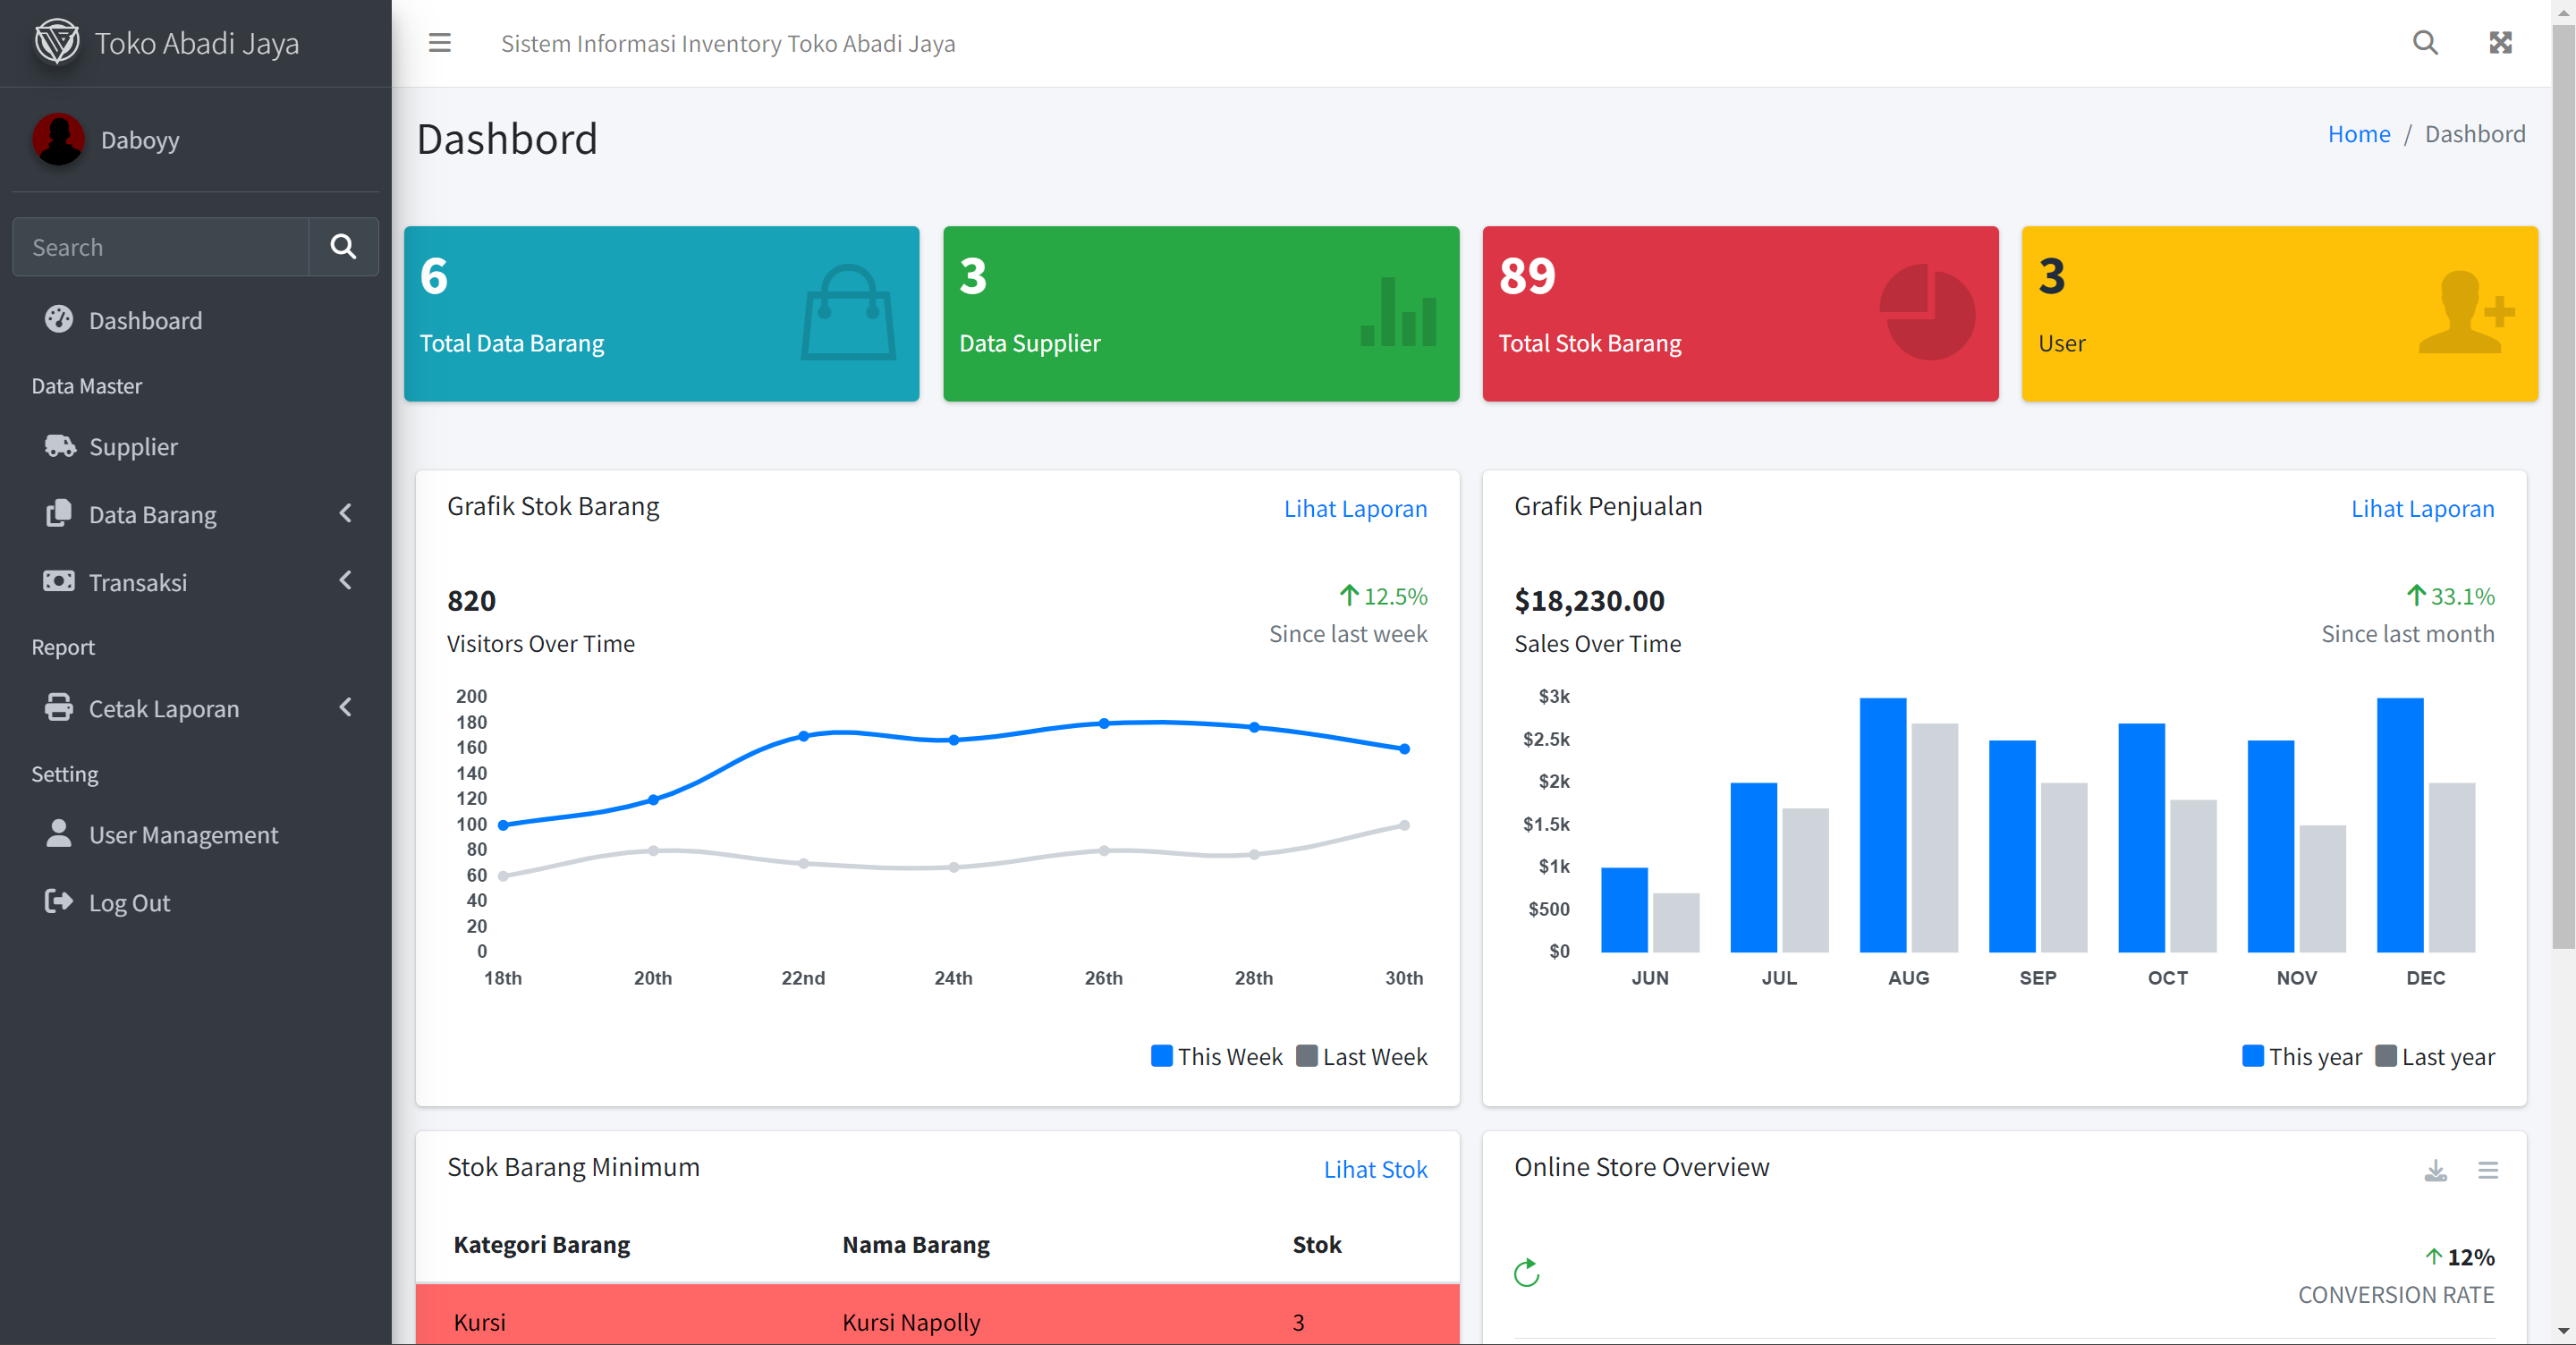 Toko Abadi Jaya
Daboyy
Search
Dashboard
Data Master
Supplier
Data Barang
Transaksi
Report
Cetak Laporan
Setting
User Management
Log Out
Sistem Informasi Inventory Toko Abadi Jaya
Dashbord
Home / Dashbord
6
Total Data Barang
3
Data Supplier
89
Total Stok Barang
3
User
Grafik Stok Barang
Lihat Laporan
820
Visitors Over Time
12.5%
Since last week
200
180
160
140
120
100
80
60
40
20
0
18th 20th 22nd 24th 26th 28th 30th
This Week Last Week
Grafik Penjualan
Lihat Laporan
$18,230.00
Sales Over Time
33.1%
Since last month
$3k
$2.5k
$2k
$1.5k
$1k
$500
$0
JUN JUL AUG SEP OCT NOV DEC
This year Last year
Stok Barang Minimum
Lihat Stok
Kategori Barang Nama Barang Stok
Kursi Kursi Napolly 3
Online Store Overview
12%
CONVERSION RATE